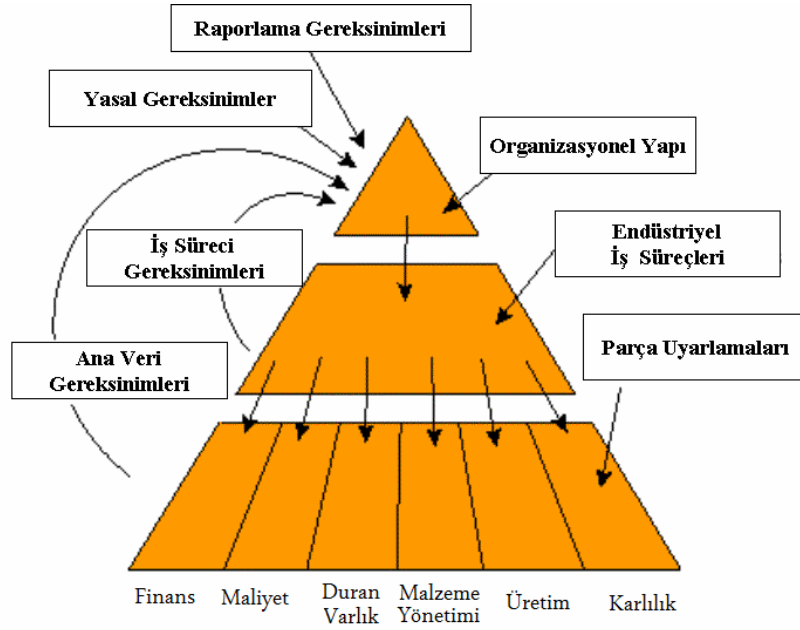 Raporlama Gereksinimleri
Yasal Gereksinimler
Organizasyonel Yapı
İş Süreci
Gereksinimleri
Endüstriyel
İş Süreçleri
Ana Veri
Gereksinimleri
Parça Uyarlamaları
Finans
Maliyet
Duran
Varlık
Malzeme
Yönetimi
Üretim
Karlılık